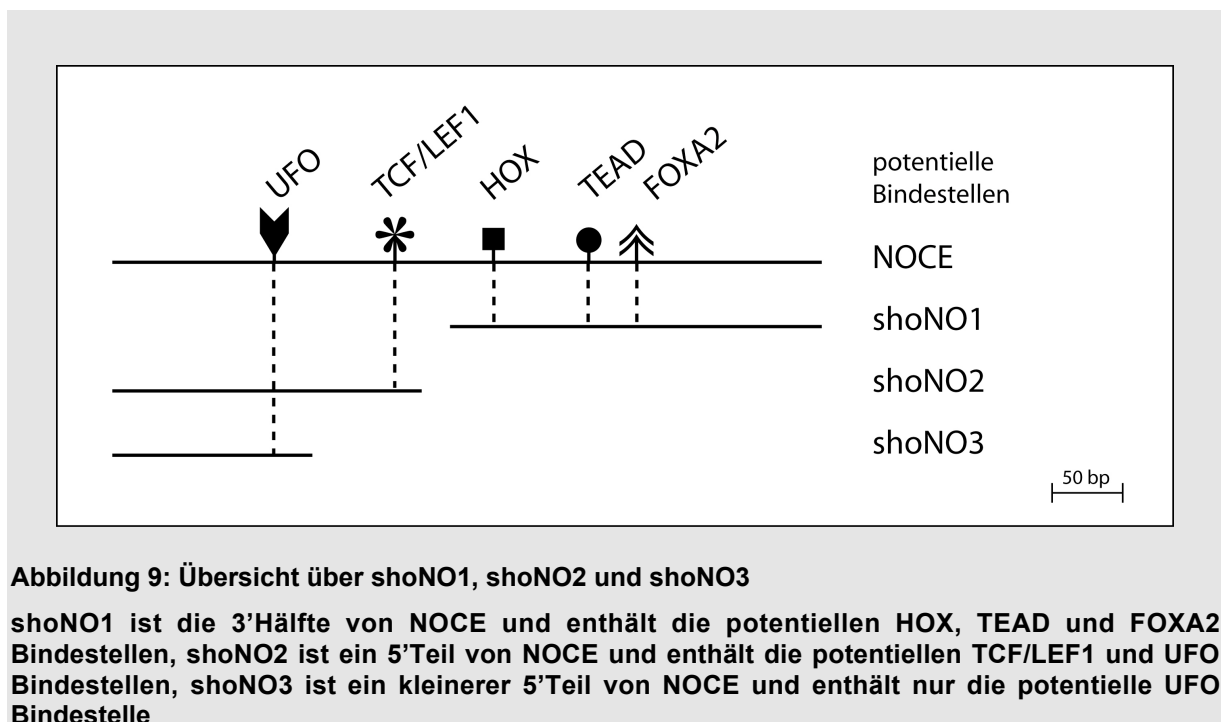 UFO
TCF/LEF1
HOX
TEAD
FOXA2
potentielle
Bindestellen
NOCE
shoNO1
shoNO2
shoNO3
50 bp
Abbildung 9: Übersicht über shoNO1, shoNO2 und shoNO3
shoNO1 ist die 3’Hälfte von NOCE und enthält die potentiellen HOX, TEAD und FOXA2
Bindestellen, shoNO2 ist ein 5’Teil von NOCE und enthält die potentiellen TCF/LEF1 und UFO
Bindestellen, shoNO3 ist ein kleinerer 5’Teil von NOCE und enthält nur die potentielle UFO
Bindestelle